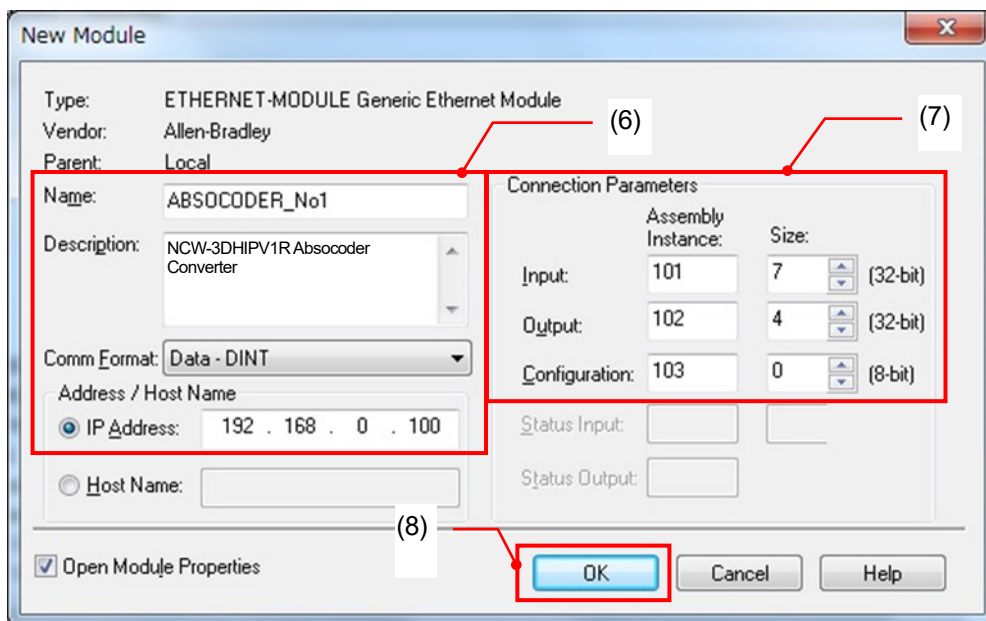 New Module
Type: ETHERNET-MODULE Generic Ethernet Module
Vendor: Allen-Bradley
Parent: Local
(6)
(7)
Name: ABSOCODER_No1
Description: NCW-3DHIPV1R Absocoder
Converter
Comm Format: Data - DINT
Address / Host Name
IP Address: 192 . 168 . 0 . 100
Host Name:
Connection Parameters
Assembly
Instance: Size:
Input: 101 7 (32-bit)
Output: 102 4 (32-bit)
Configuration: 103 0 (8-bit)
Status Input:
Status Output:
(8)
Open Module Properties
OK Cancel Help